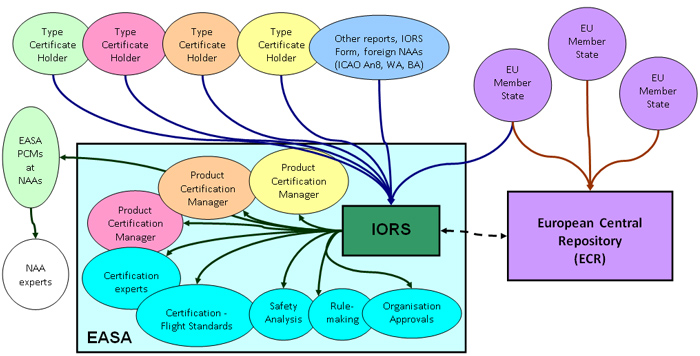 Type
Certificate
Holder
Type
Certificate
Holder
Type
Certificate
Holder
Type
Certificate
Holder
Other reports, IORS
Form, foreign NAAs
(ICAO An8, WA, BA)
EU
Member
State
EU
Member
State
EU
Member
State
EASA
PCMs
at
NAAs
NAA
experts
Product
Certification
Manager
Product
Certification
Manager
Product
Certification
Manager
Certification
experts
Certification -
Flight Standards
Safety
Analysis
Rule-
making
Organisation
Approvals
IORS
European Central
Repository
(ECR)
EASA